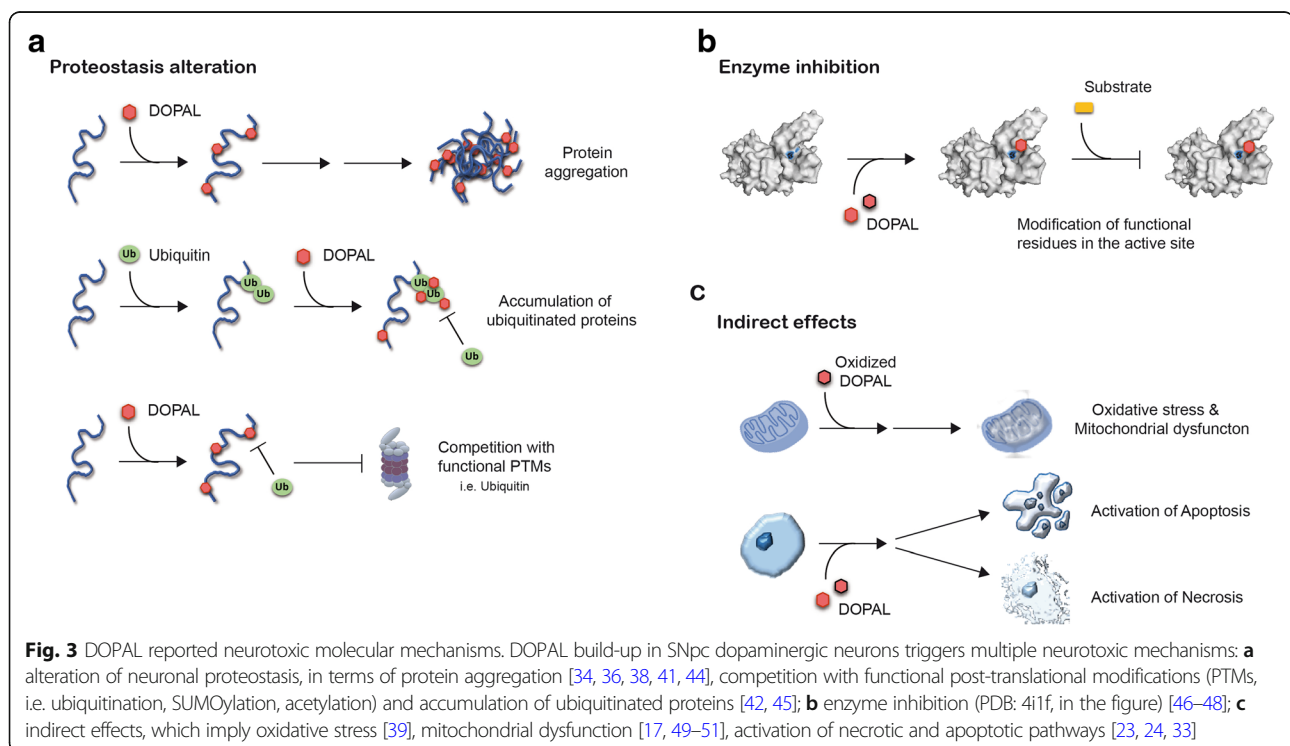 a
Proteostasis alteration
DOPAL
Protein
aggregation
Ub
Ubiquitin
DOPAL
Ub
Ub
Ub
Ub
Accumulation of
ubiquitinated proteins
Ub
DOPAL
Ub
Competition with
functional PTMs
i.e. Ubiquitin
b
Enzyme inhibition
Substrate
DOPAL
Modification of functional
residues in the active site
c
Indirect effects
Oxidized
DOPAL
Oxidative stress &
Mitochondrial dysfuncton
Activation of Apoptosis
DOPAL
Activation of Necrosis
Fig. 3 DOPAL reported neurotoxic molecular mechanisms. DOPAL build-up in SNpc dopaminergic neurons triggers multiple neurotoxic mechanisms: a
alteration of neuronal proteostasis, in terms of protein aggregation [34, 36, 38, 41, 44], competition with functional post-translational modifications (PTMs,
i.e. ubiquitination, SUMOylation, acetylation) and accumulation of ubiquitinated proteins [42, 45]; b enzyme inhibition (PDB: 4i1f, in the figure) [46–48]; c
indirect effects, which imply oxidative stress [39], mitochondrial dysfunction [17, 49–51], activation of necrotic and apoptotic pathways [23, 24, 33]